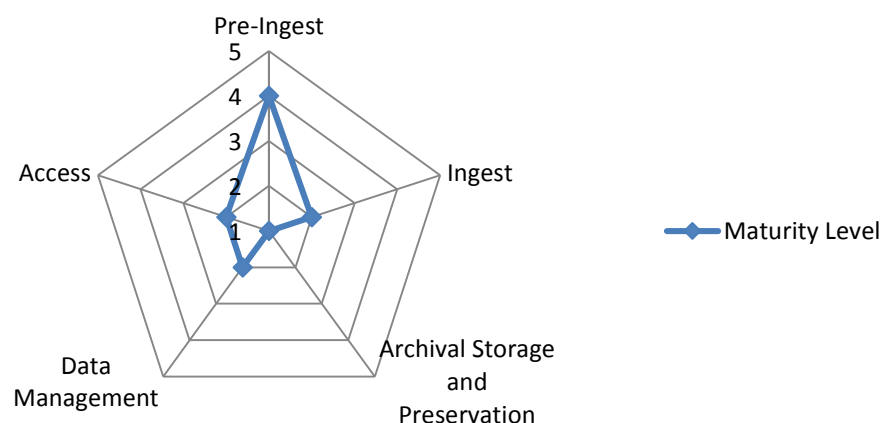 Pre-Ingest
5
4
3
2
1
Access
Ingest
Maturity Level
Data
Management
Archival Storage
and
Preservation